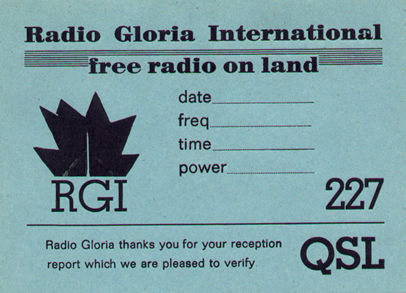 Radio Gloria International
free radio on land
date
freq
time
power
RGI
227
Radio Gloria thanks you for your reception
report which we are pleased to verify
QSL